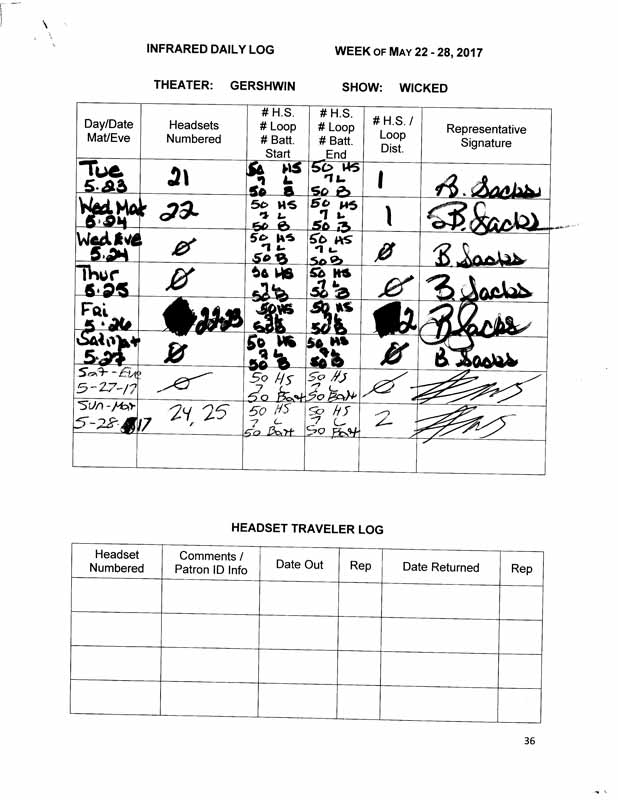 INFRARED DAILY LOG WEEK OF MAY 22 - 28, 2017
THEATER: GERSHWIN SHOW: WICKED
Day/Date
Mat/Eve
Headsets
Numbered
# H.S.
# Loop
# Batt.
Start
# H.S.
# Loop
# Batt.
End
# H.S. /
Loop
Dist.
Representative
Signature
Tue
5.23
21
50 HS
7 L
50 B
50 HS
7 L
50 B
1
B. Sacks
Wed Mat
5.24
22
50 HS
7 L
50 B
50 HS
7 L
50 B
1
B. Sacks
Wed Eve
5.24
Ø
50 HS
7 L
50 B
50 HS
7 L
50 B
Ø
B Sacks
Thur
5.25
Ø
50 HS
7 L
50 B
50 HS
7 L
50 B
Ø
B Sacks
Fri
5.26
22-23
50 HS
7 L
50 B
50 HS
7 L
50 B
2
B Sacks
Sat Mat
5.27
Ø
50 HS
7 L
50 B
50 HS
7 L
50 B
Ø
B. Sacks
Sat-Eve
5-27-17
Ø
50 HS
7 L
50 Batt
50 HS
7 L
50 Batt
Ø
Sun-Mat
5-28-17
24, 25
50 HS
7 L
50 Batt
50 HS
7 L
50 Batt
2
HEADSET TRAVELER LOG
Headset
Numbered
Comments /
Patron ID Info
Date Out
Rep
Date Returned
Rep
36